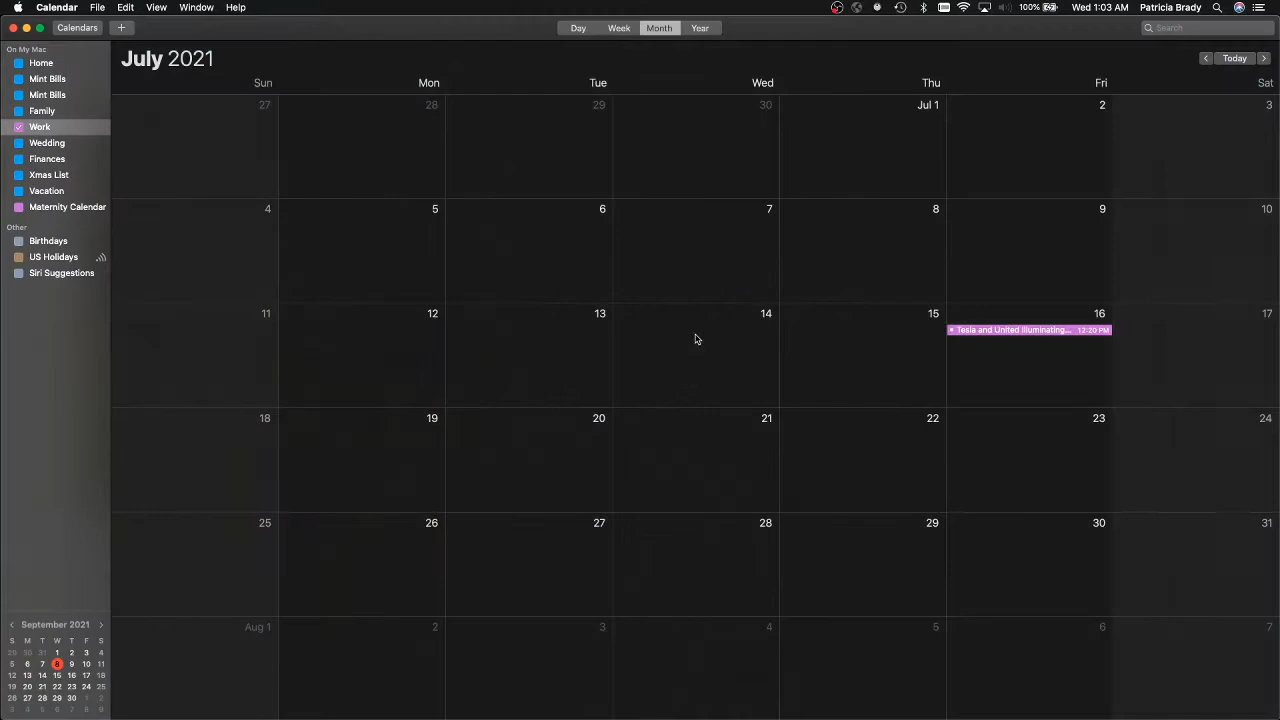 Calendar File Edit View Window Help 100% Wed 1:03 AM Patricia Brady
Calendars + Day Week Month Year Search
On My Mac
Home
Mint Bills
Mint Bills
Family
Work
Wedding
Finances
Xmas List
Vacation
Maternity Calendar
Other
Birthdays
US Holidays
Siri Suggestions
July 2021
< Today >
Sun Mon Tue Wed Thu Fri Sat
27 28 29 30 Jul 1 2 3
4 5 6 7 8 9 10
11 12 13 14 15 16 17
Tesla and United Illuminating... 12:20 PM
18 19 20 21 22 23 24
25 26 27 28 29 30 31
Aug 1 2 3 4 5 6 7
< September 2021 >
S M T W T F S
29 30 31 1 2 3 4
5 6 7 8 9 10 11
12 13 14 15 16 17 18
19 20 21 22 23 24 25
26 27 28 29 30 1 2
3 4 5 6 7 8 9